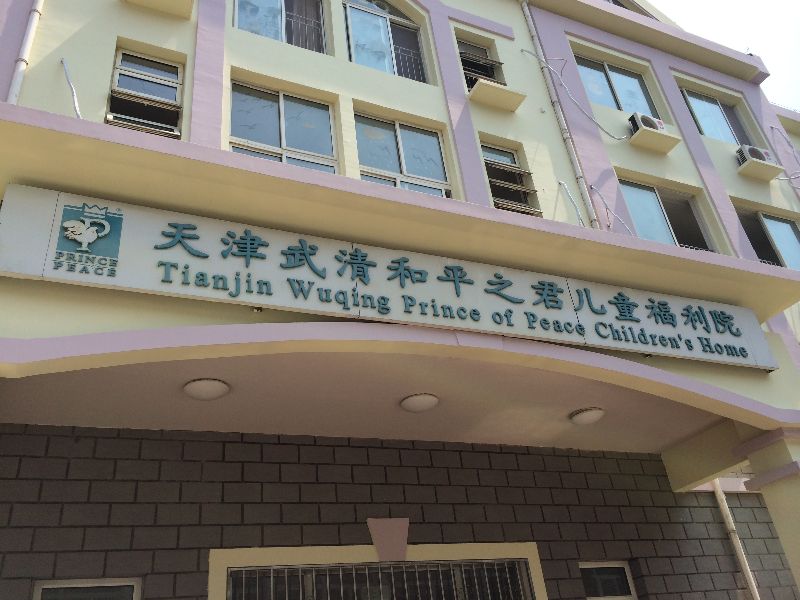 PRINCE
PEACE
天津武清和平之君儿童福利院
Tianjin Wuqing Prince of Peace Children's Home